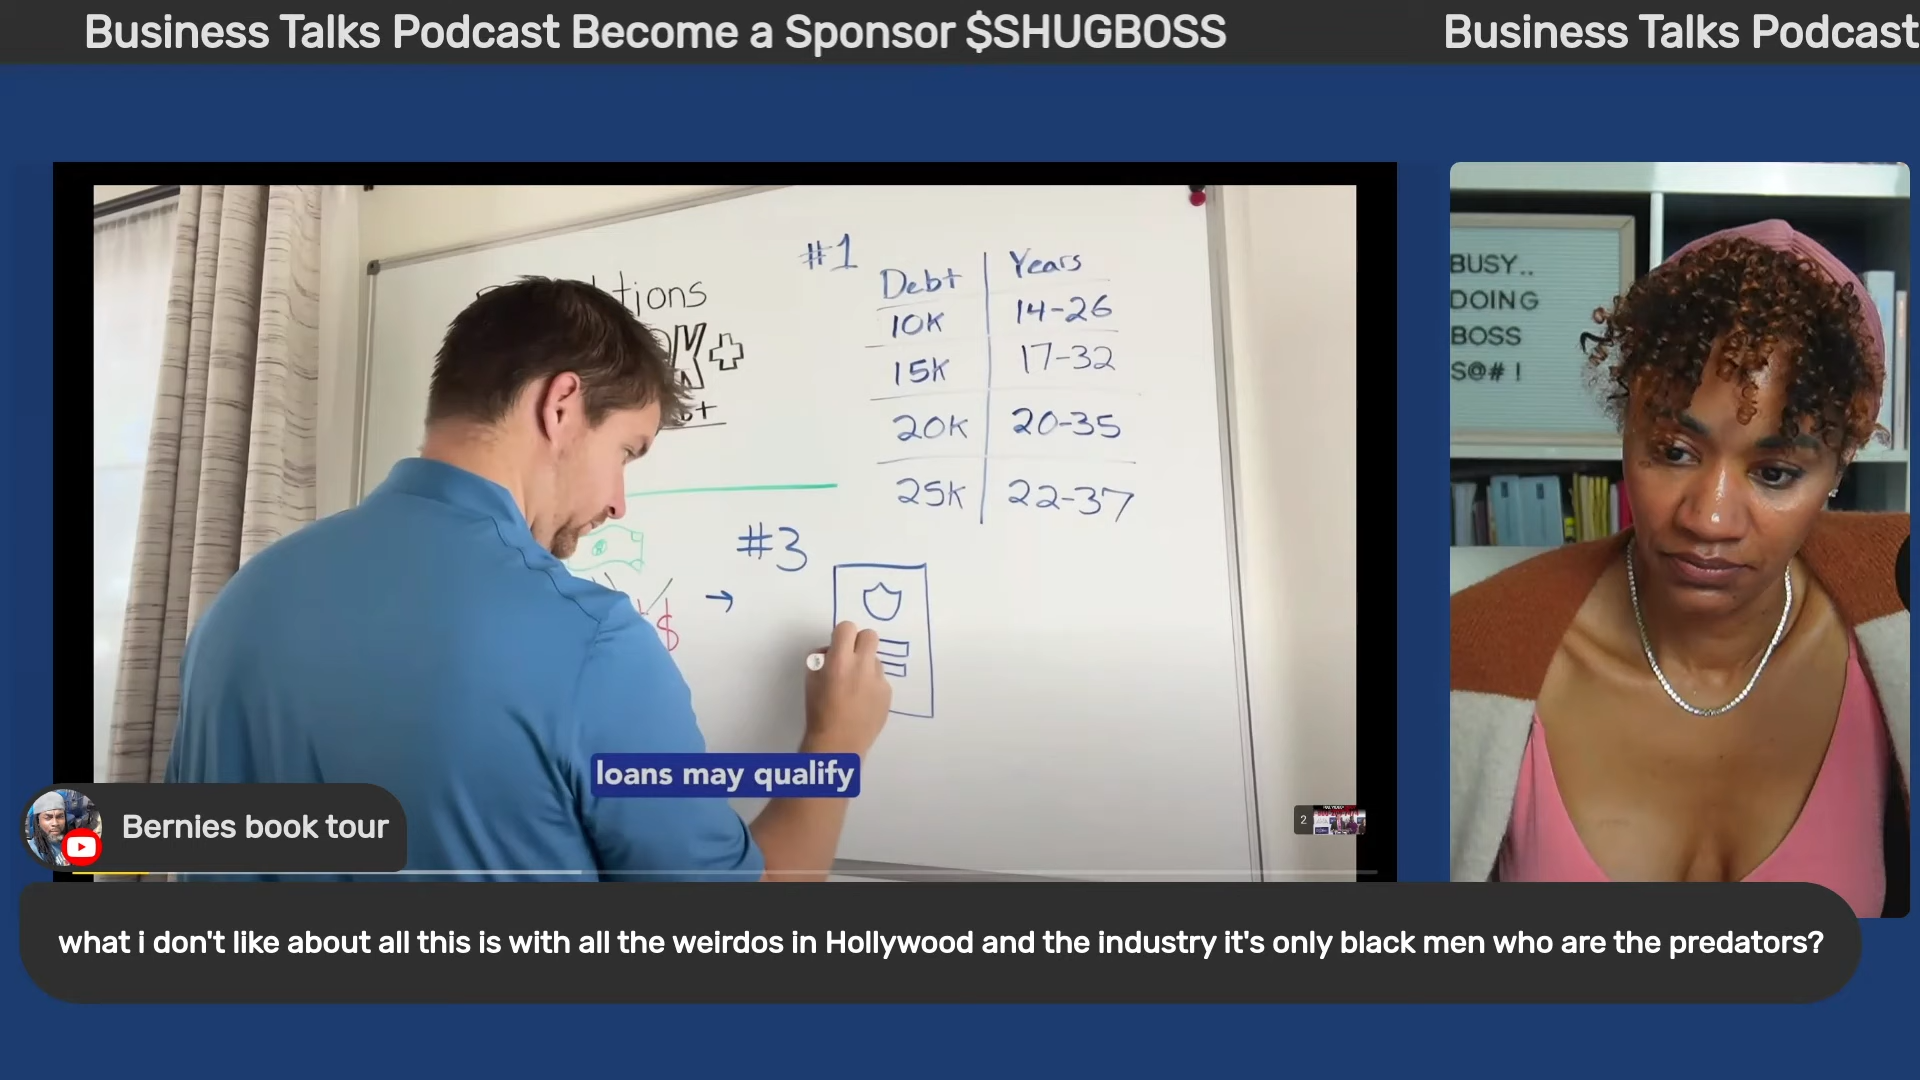 Business Talks Podcast Become a Sponsor $SHUGBOSS
Business Talks Podcast
#1
Debt Years
10K 14-26
15K 17-32
20K 20-35
25K 22-37
#3
$
loans may qualify
2
BUSY..
DOING
BOSS
S@#!
Bernies book tour
what i don't like about all this is with all the weirdos in Hollywood and the industry it's only black men who are the predators?